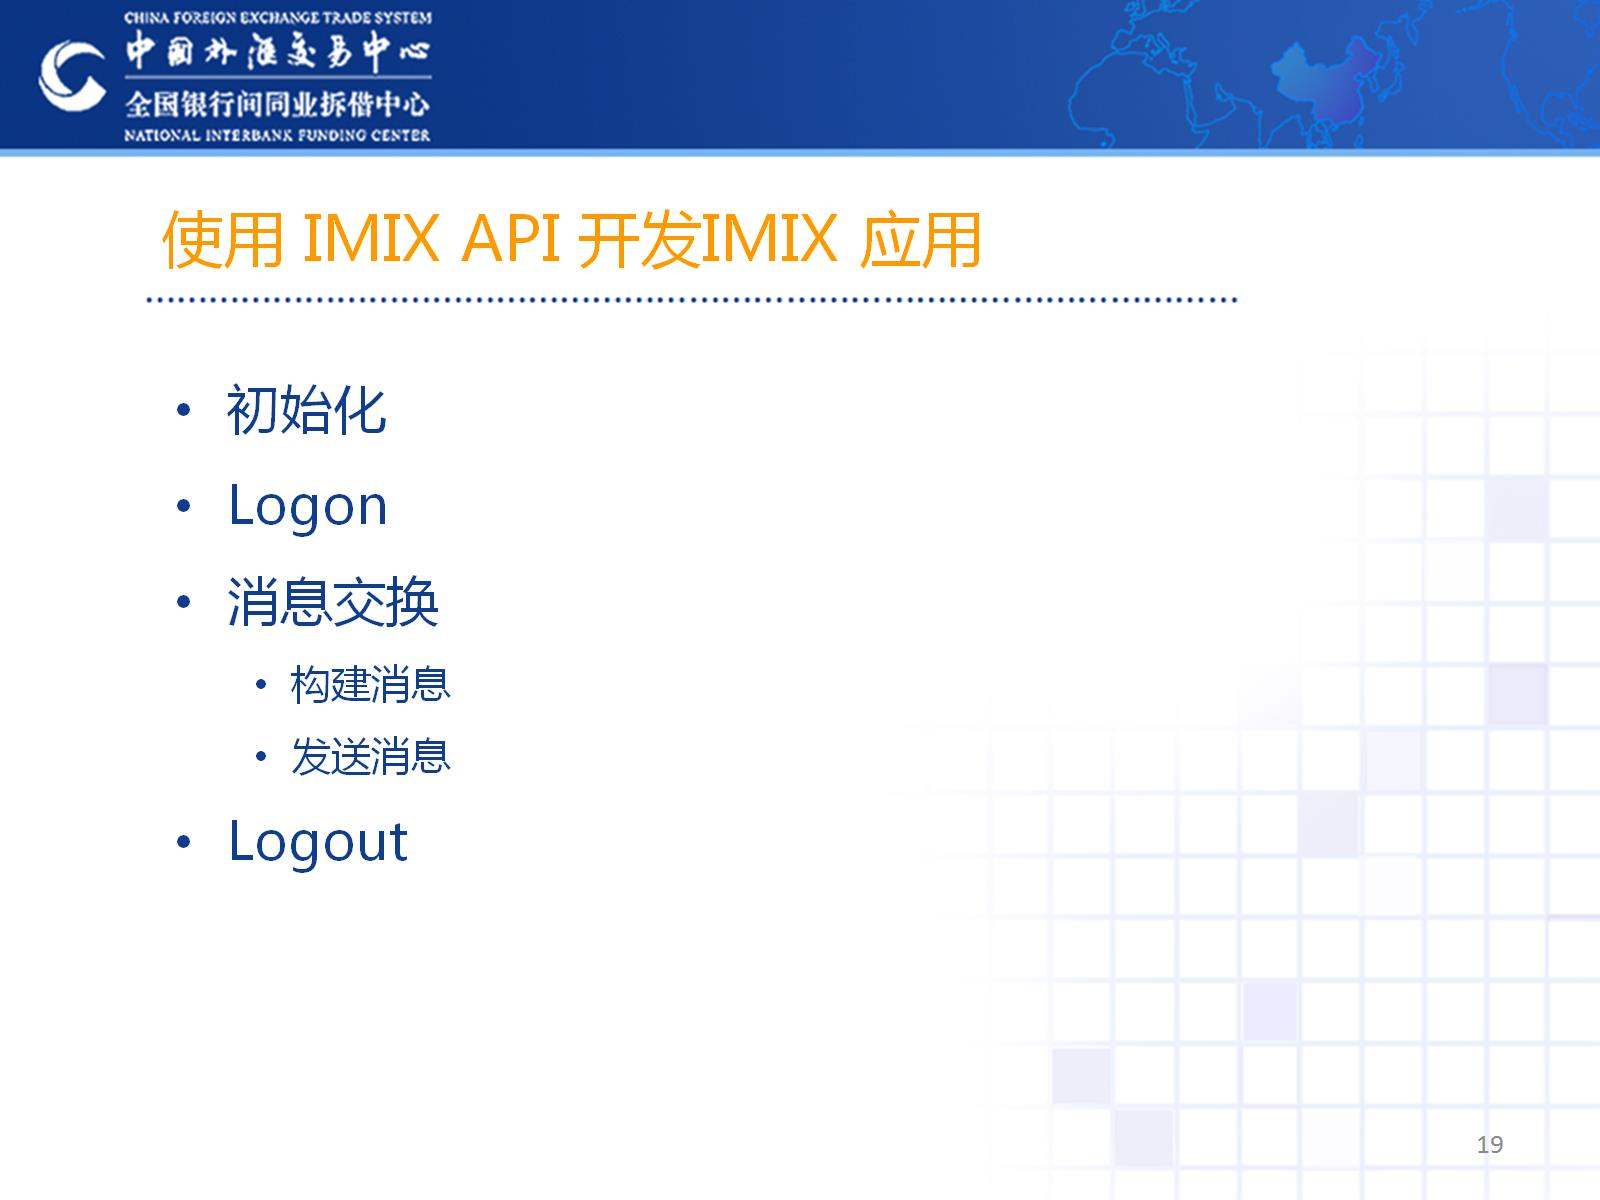 CHINA FOREIGN EXCHANGE TRADE SYSTEM
中国外汇交易中心
全国银行间同业拆借中心
NATIONAL INTERBANK FUNDING CENTER
使用 IMIX API 开发IMIX 应用
• 初始化
• Logon
• 消息交换
• 构建消息
• 发送消息
• Logout
19